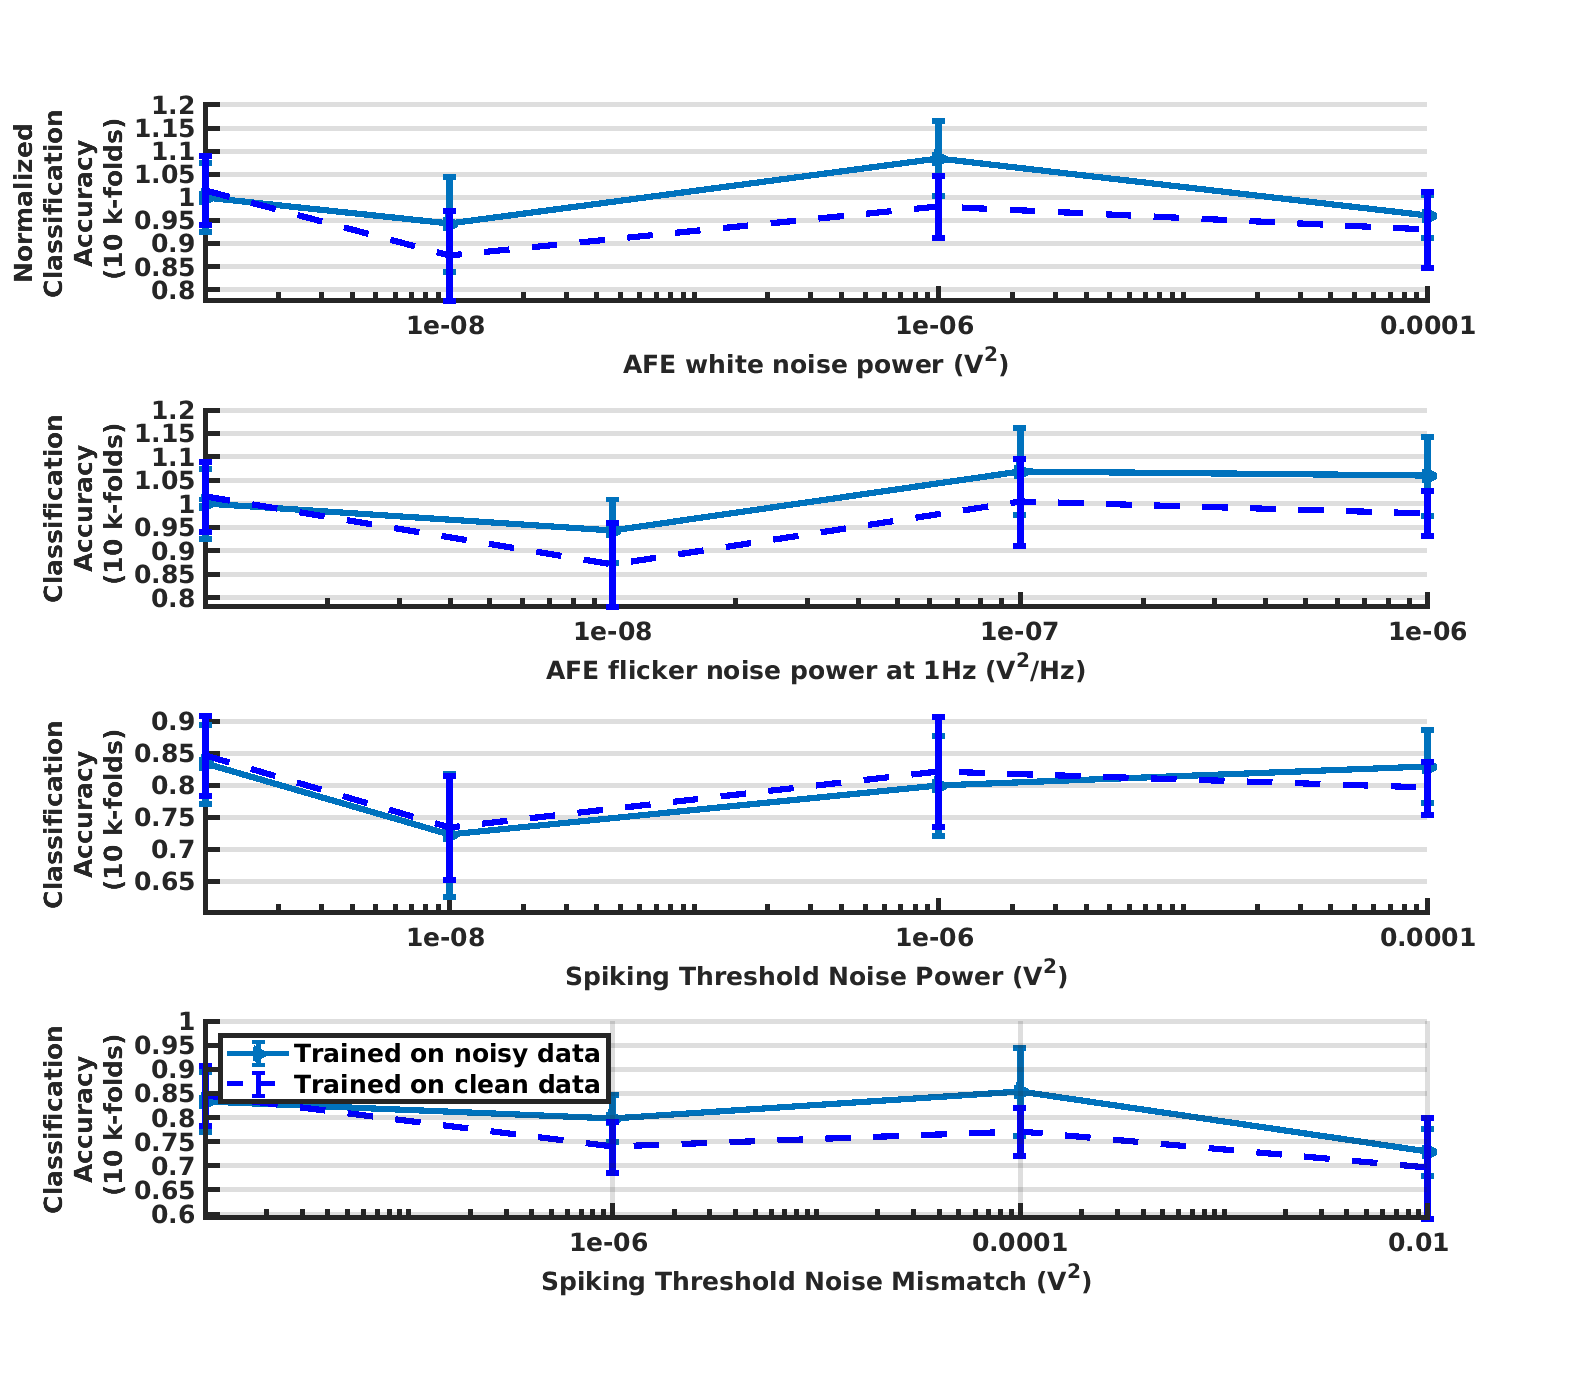 Normalized
Classification
Accuracy
(10 k-folds)
1.2
1.15
1.1
1.05
1
0.95
0.9
0.85
0.8
1e-08
1e-06
0.0001
AFE white noise power (V²)
Classification
Accuracy
(10 k-folds)
1.2
1.15
1.1
1.05
1
0.95
0.9
0.85
0.8
1e-08
1e-07
1e-06
AFE flicker noise power at 1Hz (V²/Hz)
Classification
Accuracy
(10 k-folds)
0.9
0.85
0.8
0.75
0.7
0.65
1e-08
1e-06
0.0001
Spiking Threshold Noise Power (V²)
Classification
Accuracy
(10 k-folds)
1
0.95
0.9
0.85
0.8
0.75
0.7
0.65
0.6
Trained on noisy data
Trained on clean data
1e-06
0.0001
0.01
Spiking Threshold Noise Mismatch (V²)